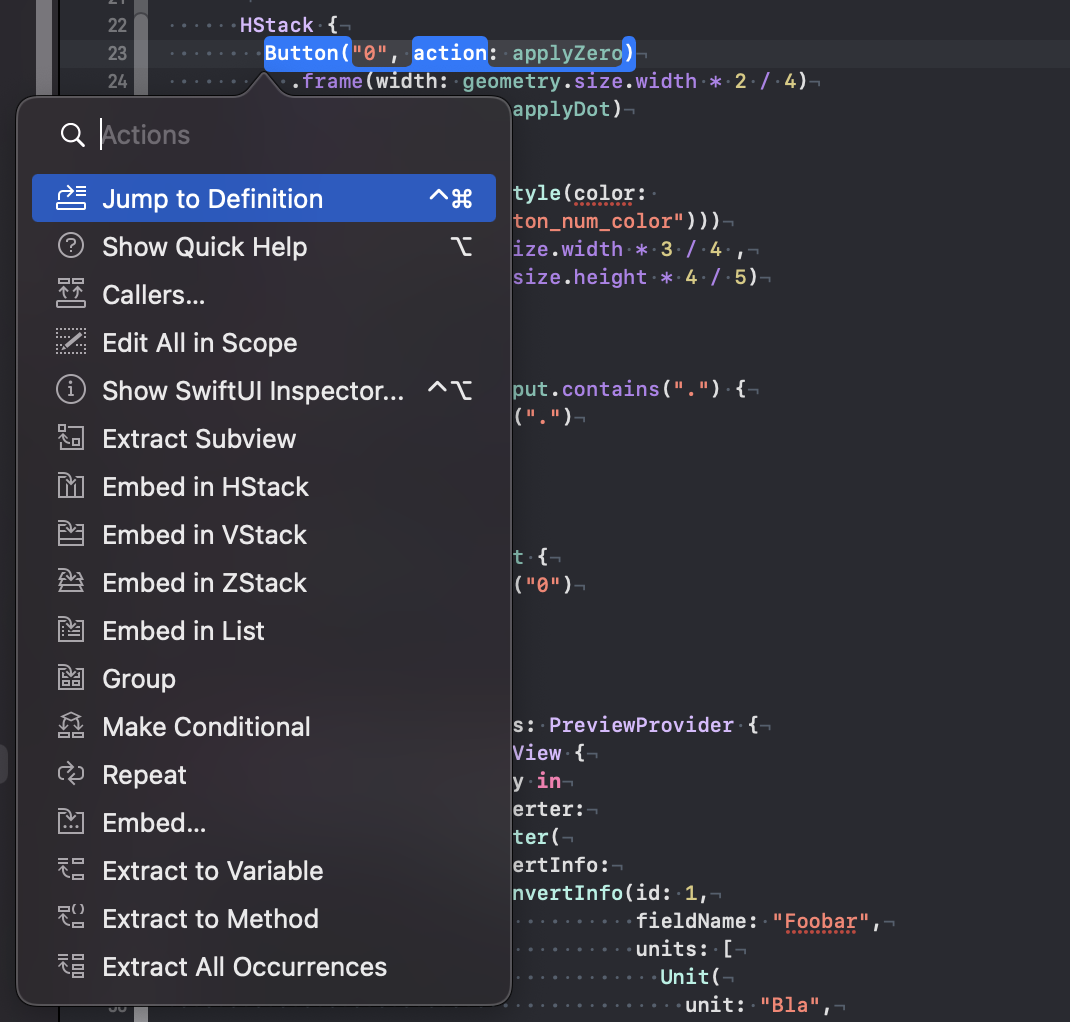 21
22 HStack {
23 Button("0", action: applyZero)
24 .frame(width: geometry.size.width * 2 / 4)
applyDot)
Actions
tyle(color:
Jump to Definition ^⌘
ton_num_color")))
Show Quick Help ⌥
ize.width * 3 / 4 ,
size.height * 4 / 5)
Callers...
Edit All in Scope
Show SwiftUI Inspector... ^⌥
put.contains(".") {
(".")
Extract Subview
Embed in HStack
Embed in VStack
t {
Embed in ZStack
("0")
Embed in List
Group
Make Conditional
s: PreviewProvider {
View {
Repeat
y in
erter:
Embed...
ter(
Extract to Variable
ertInfo:
nvertInfo(id: 1,
Extract to Method
fieldName: "Foobar",
units: [
Extract All Occurrences
Unit(
unit: "Bla",